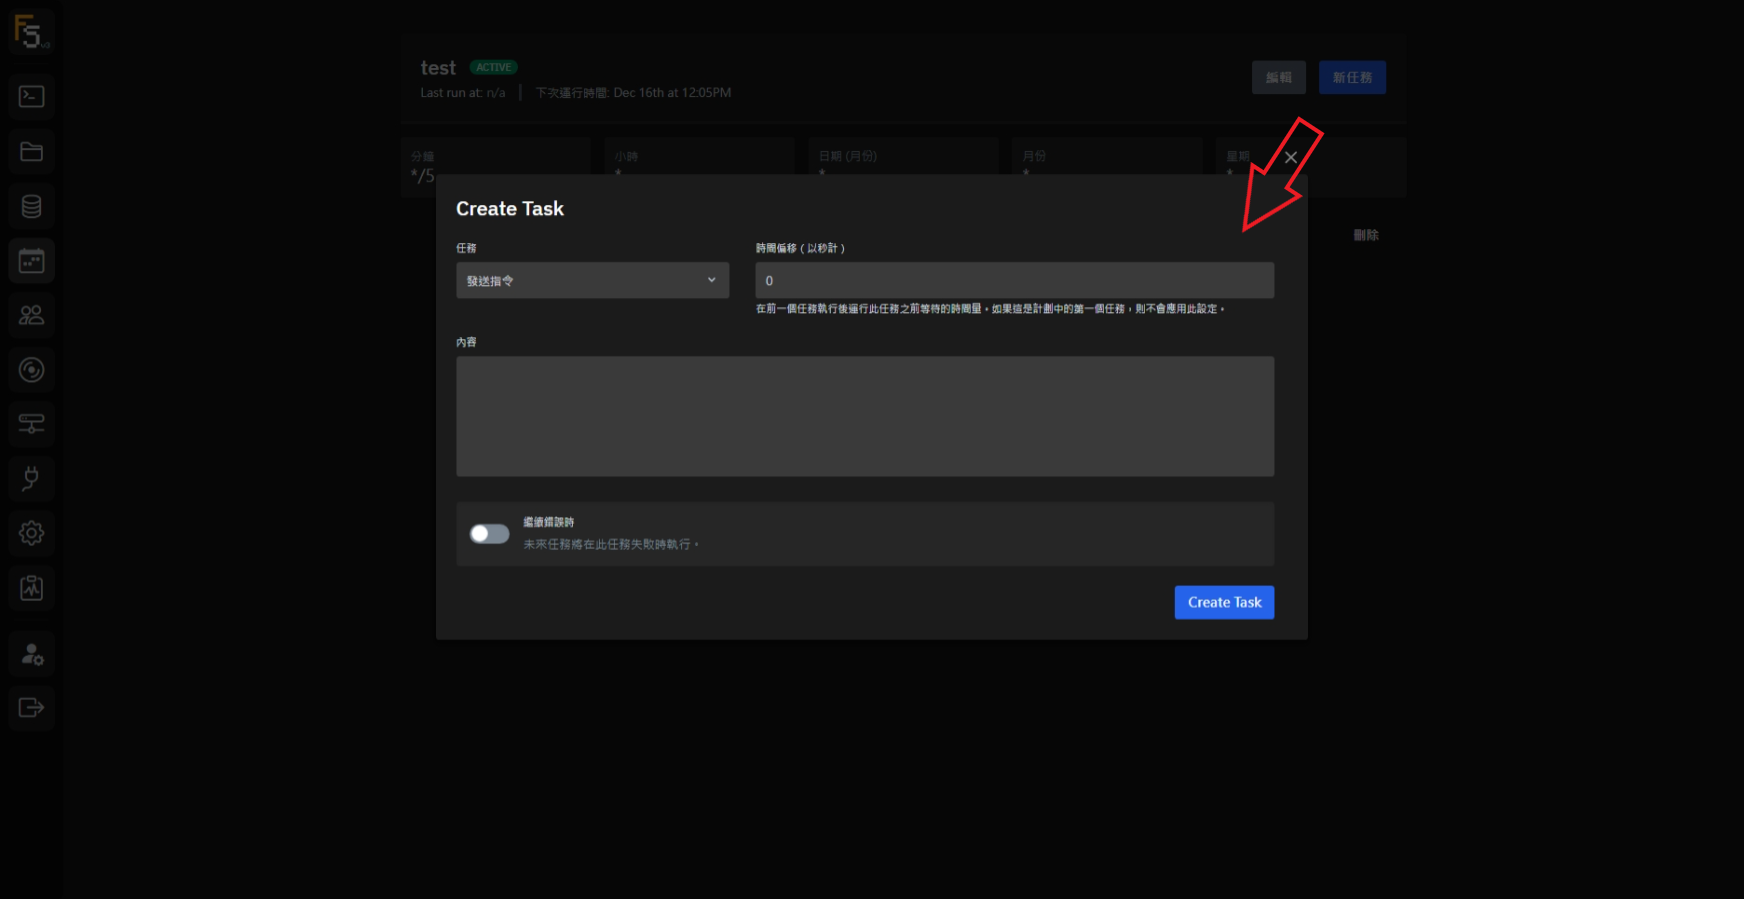 F5 v3
test ACTIVE
Last run at: n/a | 下次運行時間: Dec 16th at 12:05PM
編輯 新任務
分鐘 小時 日期 (月份) 月份 星期
*/5 * * * *
刪除
Create Task
任務 時間偏移 ( 以秒計 )
發送指令 0
在前一個任務執行後運行此任務之前等待的時間量。如果這是計劃中的第一個任務，則不會應用此設定。
內容
繼續錯誤時
未來任務將在此任務失敗時執行。
Create Task